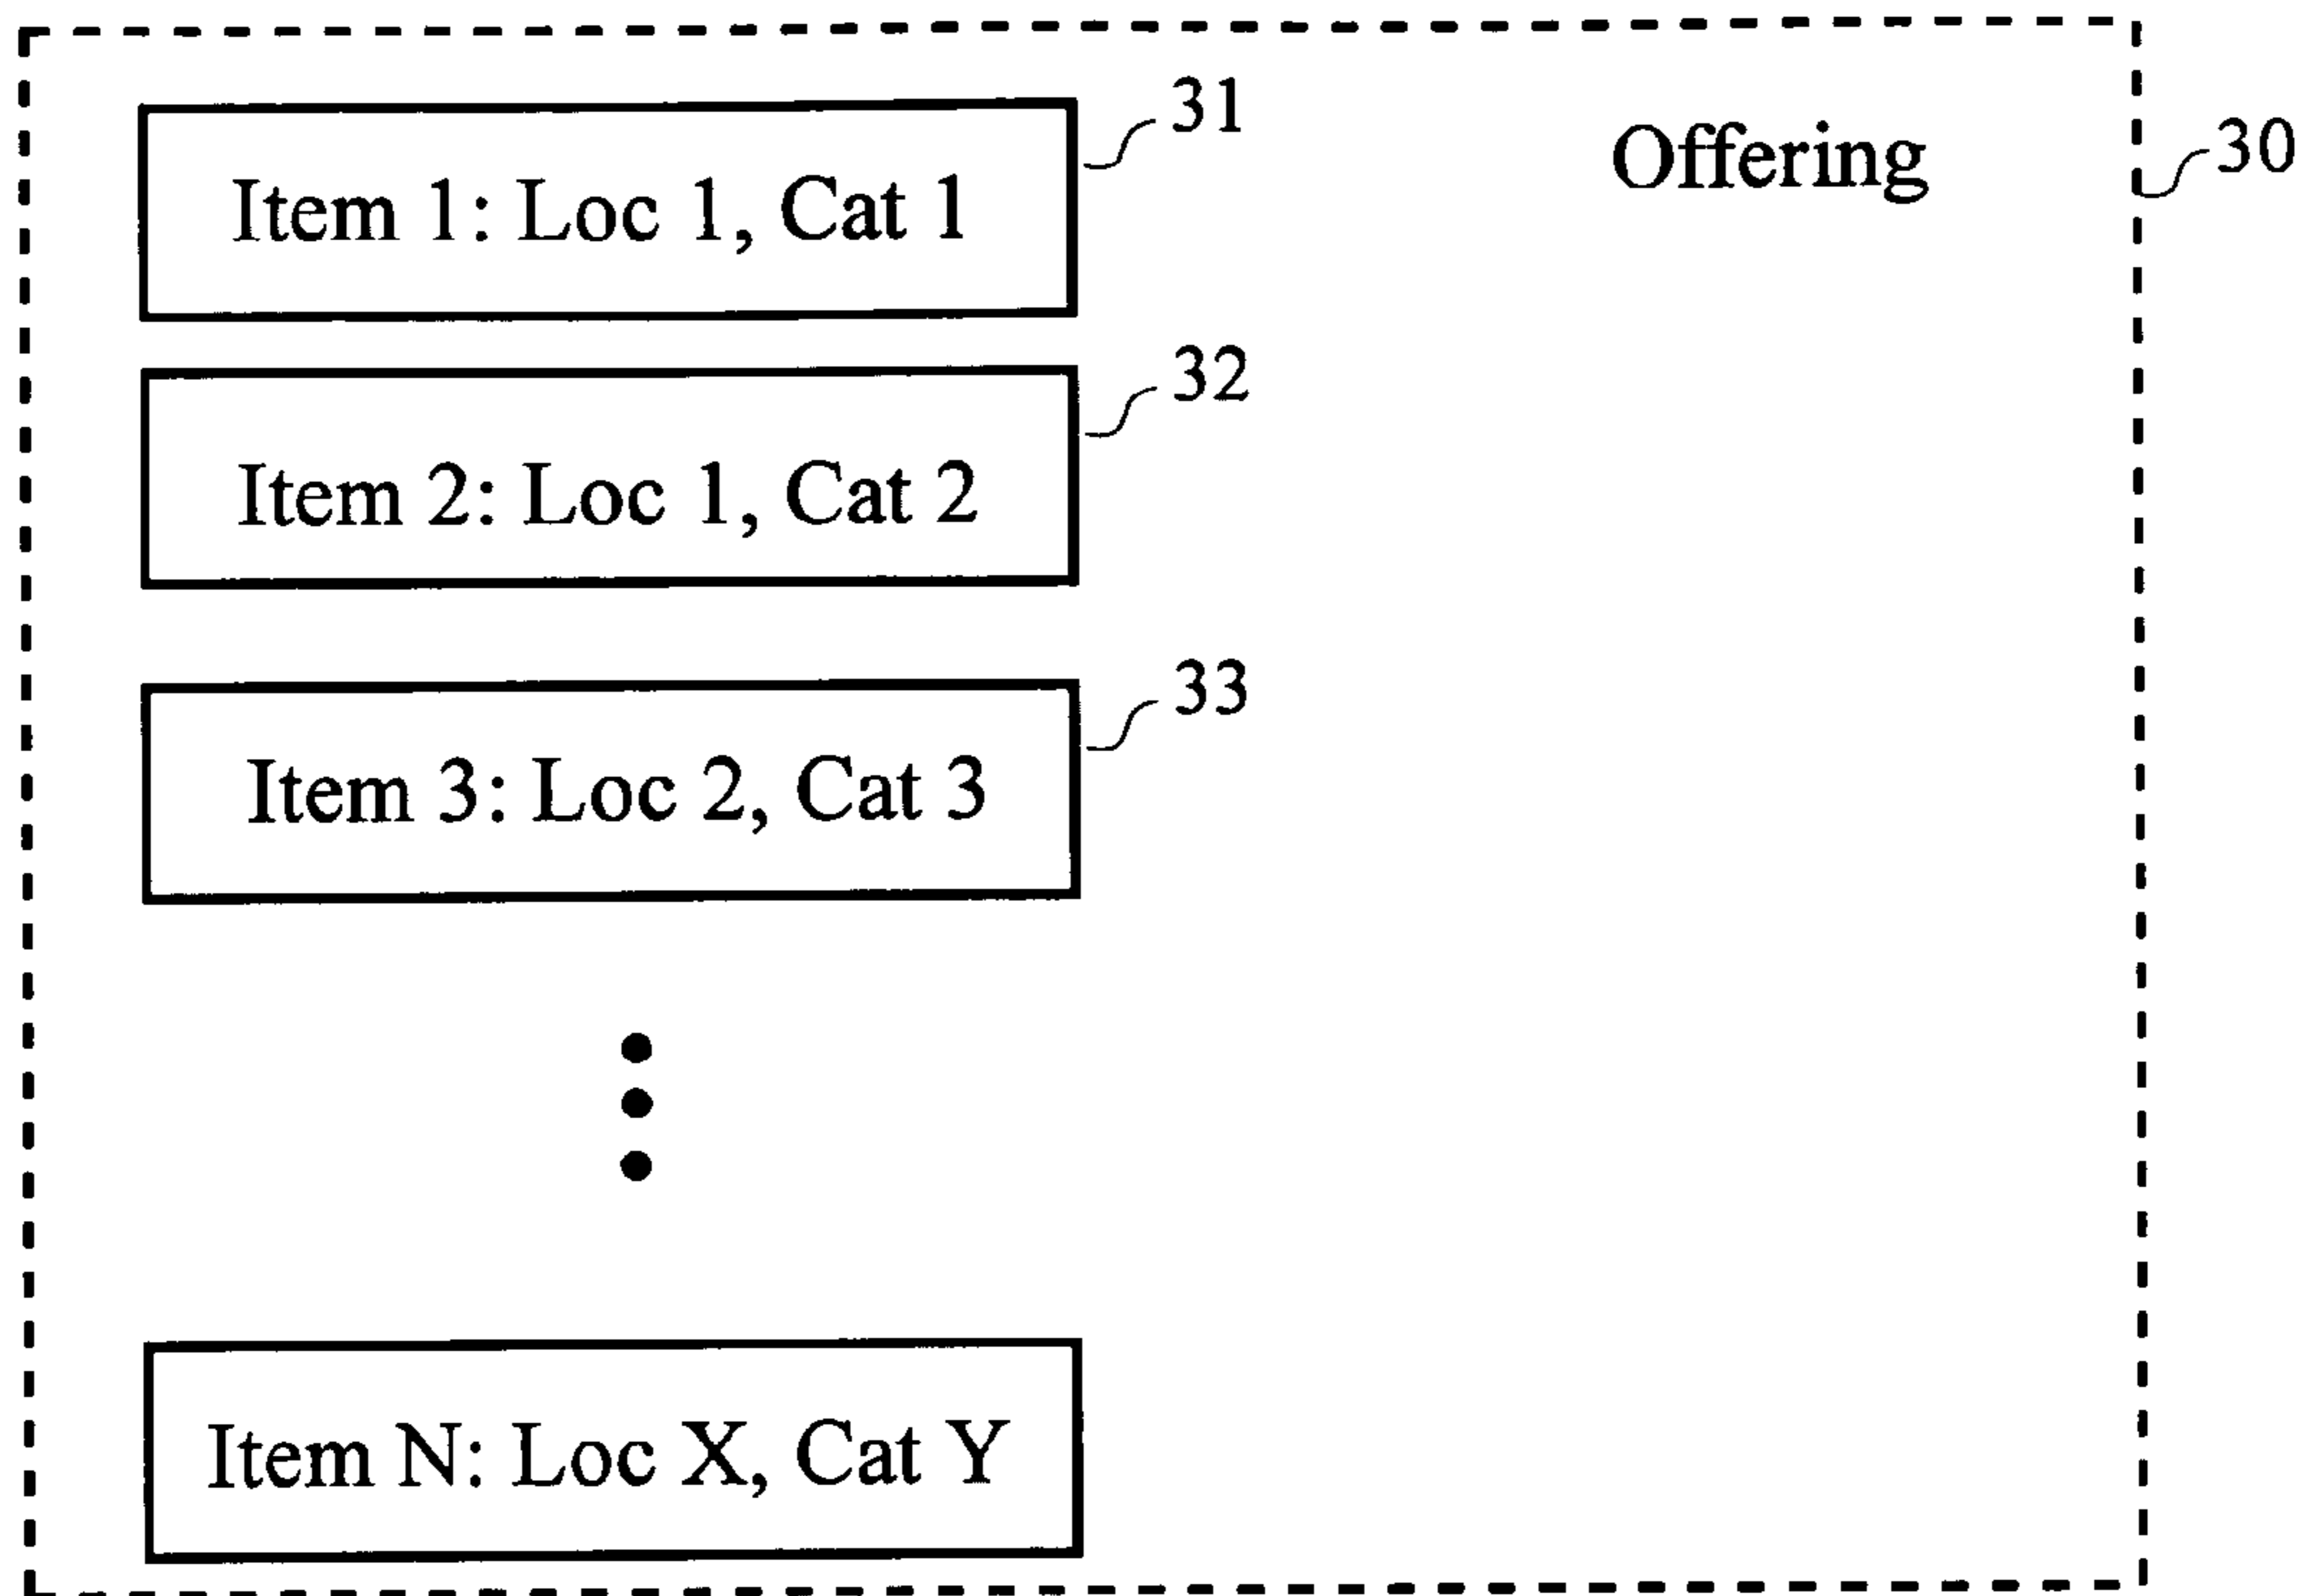 31
Offering
30
Item 1: Loc 1, Cat 1
32
Item 2: Loc 1, Cat 2
33
Item 3: Loc 2, Cat 3
Item N: Loc X, Cat Y